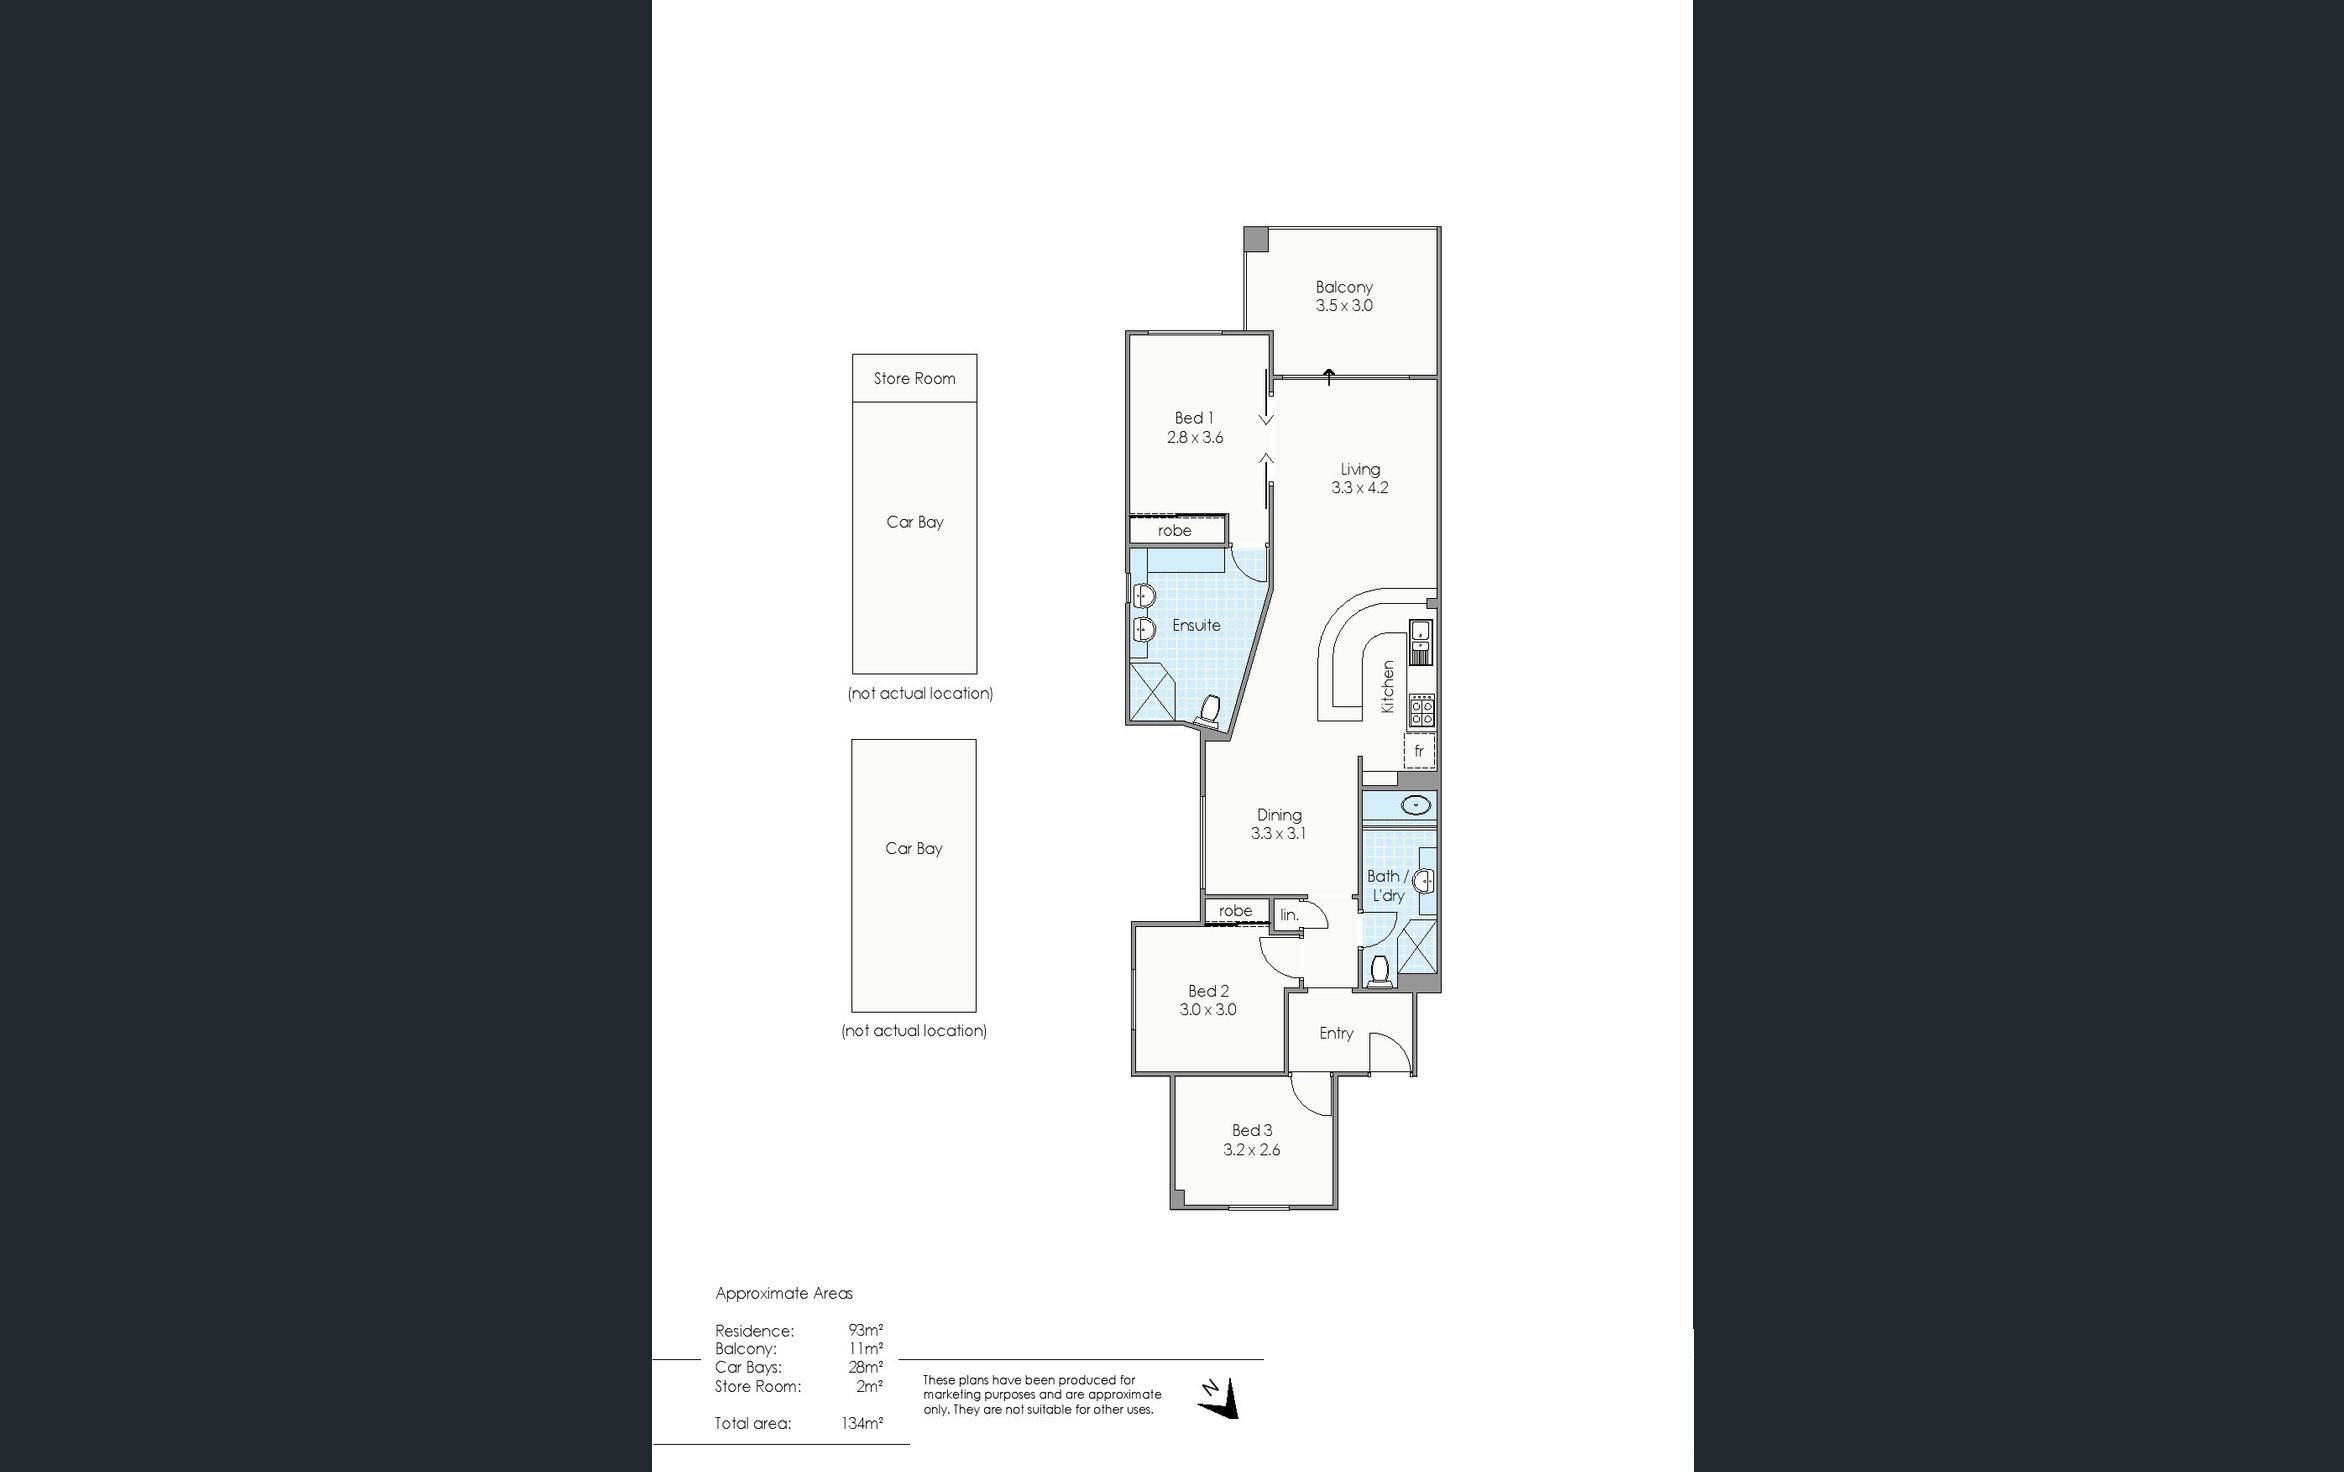 Balcony
3.5 x 3.0
Store Room
Car Bay
(not actual location)
Car Bay
(not actual location)
Bed 1
2.8 x 3.6
Living
3.3 x 4.2
robe
Ensuite
Kitchen
fr
Dining
3.3 x 3.1
Bath /
L'dry
robe
lin.
Bed 2
3.0 x 3.0
Entry
Bed 3
3.2 x 2.6
Approximate Areas
Residence: 93m²
Balcony: 11m²
Car Bays: 28m²
Store Room: 2m²
Total area: 134m²
These plans have been produced for
marketing purposes and are approximate
only. They are not suitable for other uses.
N